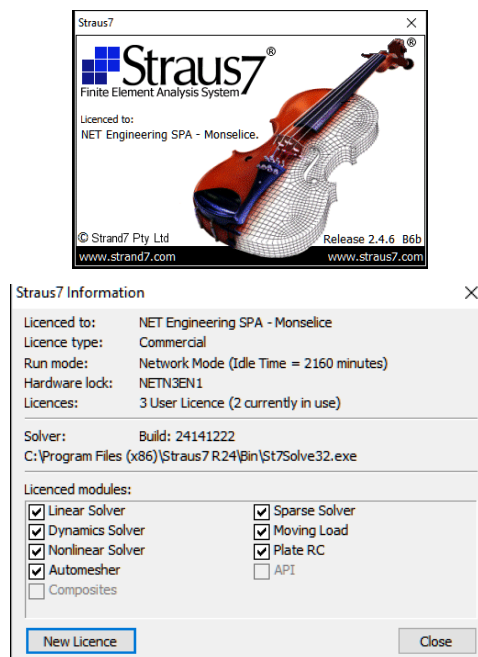 Straus7
Straus7®
®
Finite Element Analysis System
Licenced to:
NET Engineering SPA - Monselice.
© Strand7 Pty Ltd
Release 2.4.6 B6b
www.strand7.com
www.straus7.com
Straus7 Information
Licenced to: NET Engineering SPA - Monselice
Licence type: Commercial
Run mode: Network Mode (Idle Time = 2160 minutes)
Hardware lock: NETN3EN1
Licences: 3 User Licence (2 currently in use)
Solver: Build: 24141222
C:\Program Files (x86)\Straus7 R24\Bin\St7Solve32.exe
Licenced modules:
Linear Solver Sparse Solver
Dynamics Solver Moving Load
Nonlinear Solver Plate RC
Automesher API
Composites
New Licence Close